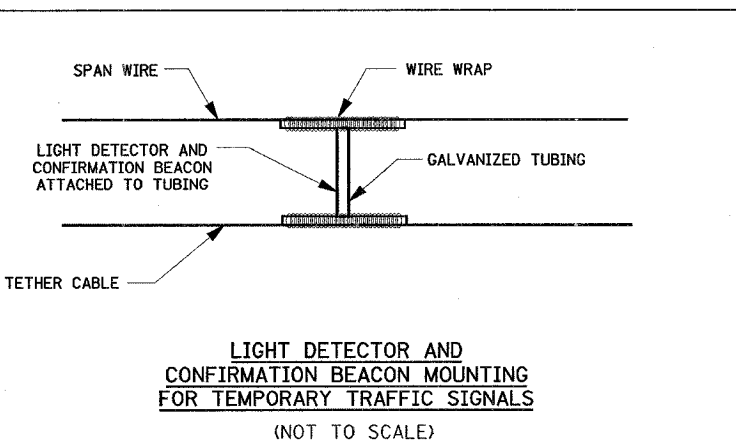 SPAN WIRE
WIRE WRAP
LIGHT DETECTOR AND
CONFIRMATION BEACON
ATTACHED TO TUBING
GALVANIZED TUBING
TETHER CABLE
LIGHT DETECTOR AND
CONFIRMATION BEACON MOUNTING
FOR TEMPORARY TRAFFIC SIGNALS
(NOT TO SCALE)